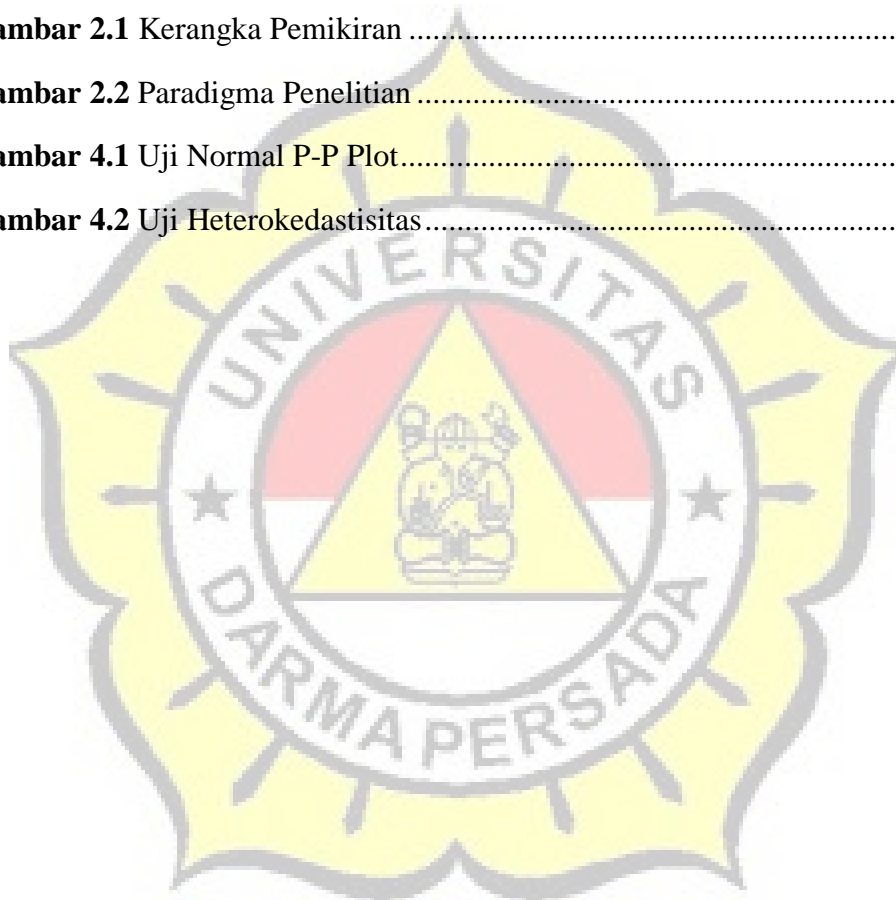 ambar 2.1 Kerangka Pemikiran ................................................................
ambar 2.2 Paradigma Penelitian ................................................................
ambar 4.1 Uji Normal P-P Plot................................................................
ambar 4.2 Uji Heterokedastisitas................................................................
UNIVERSITAS
DARMA PERSADA